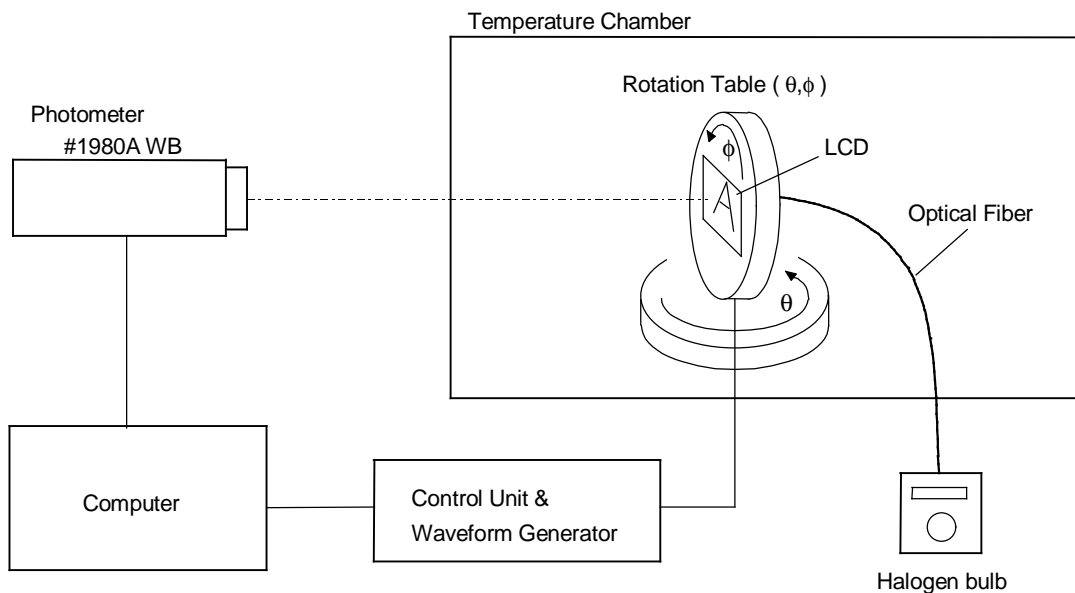 Temperature Chamber
Rotation Table ( θ,ϕ )
Photometer
#1980A WB
ϕ
LCD
A
Optical Fiber
θ
Computer
Control Unit &
Waveform Generator
Halogen bulb